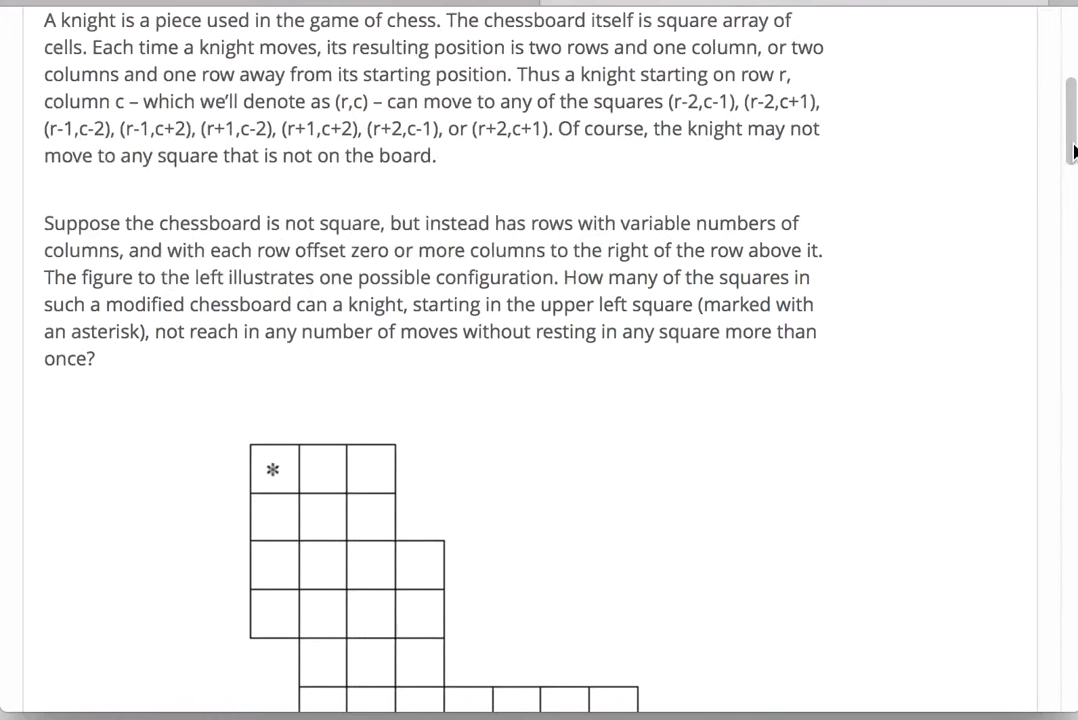 A knight is a piece used in the game of chess. The chessboard itself is square array of
cells. Each time a knight moves, its resulting position is two rows and one column, or two
columns and one row away from its starting position. Thus a knight starting on row r,
column c – which we’ll denote as (r,c) – can move to any of the squares (r-2,c-1), (r-2,c+1),
(r-1,c-2), (r-1,c+2), (r+1,c-2), (r+1,c+2), (r+2,c-1), or (r+2,c+1). Of course, the knight may not
move to any square that is not on the board.
Suppose the chessboard is not square, but instead has rows with variable numbers of
columns, and with each row offset zero or more columns to the right of the row above it.
The figure to the left illustrates one possible configuration. How many of the squares in
such a modified chessboard can a knight, starting in the upper left square (marked with
an asterisk), not reach in any number of moves without resting in any square more than
once?
*